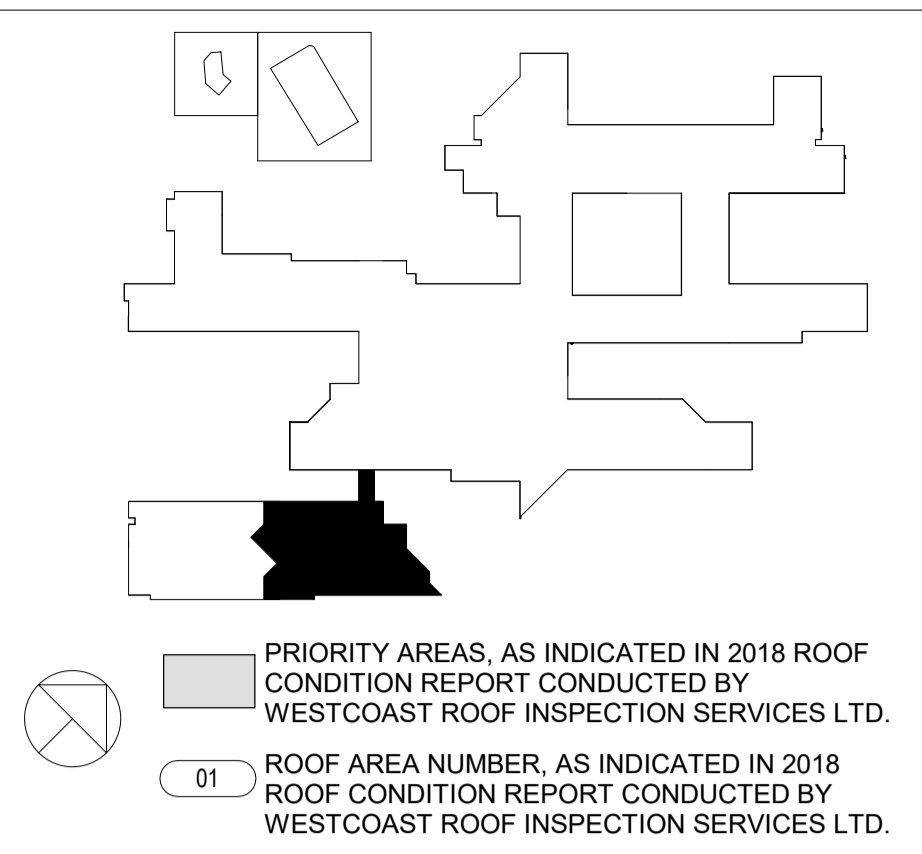 PRIORITY AREAS, AS INDICATED IN 2018 ROOF
CONDITION REPORT CONDUCTED BY
WESTCOAST ROOF INSPECTION SERVICES LTD.
01
ROOF AREA NUMBER, AS INDICATED IN 2018
ROOF CONDITION REPORT CONDUCTED BY
WESTCOAST ROOF INSPECTION SERVICES LTD.